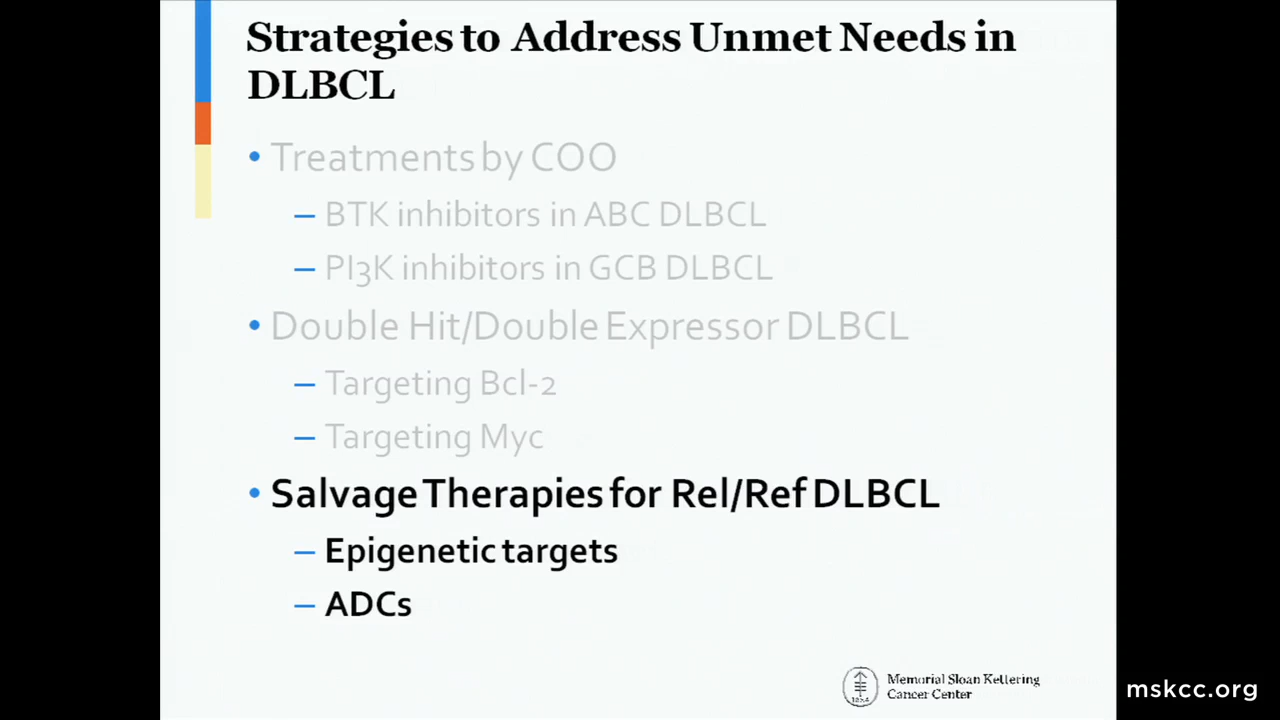 Strategies to Address Unmet Needs in
DLBCL
• Treatments by COO
– BTK inhibitors in ABC DLBCL
– PI3K inhibitors in GCB DLBCL
• Double Hit/Double Expressor DLBCL
– Targeting Bcl-2
– Targeting Myc
• Salvage Therapies for Rel/Ref DLBCL
– Epigenetic targets
– ADCs
Memorial Sloan Kettering
Cancer Center
mskcc.org